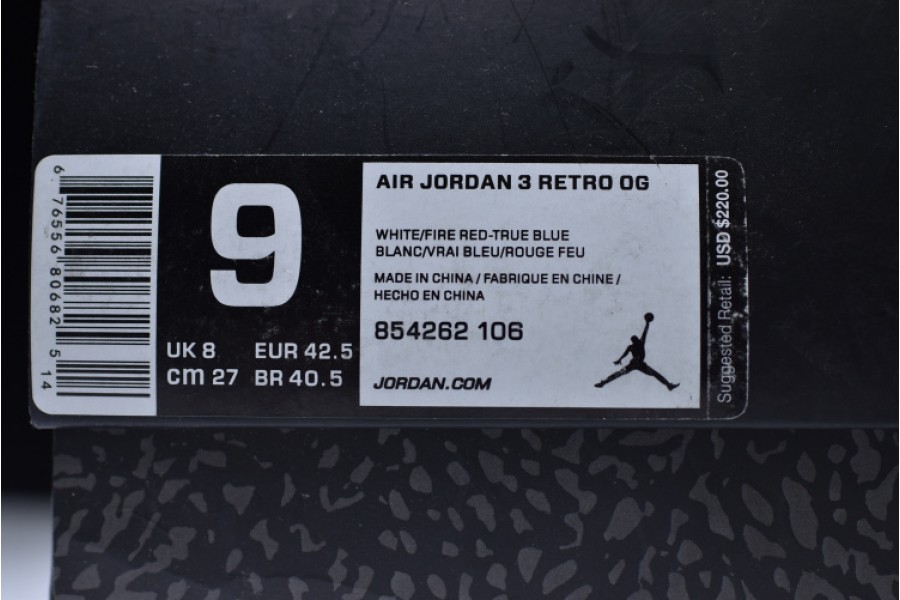 6 76556 80682 5 14
9
UK 8 EUR 42.5
cm 27 BR 40.5
AIR JORDAN 3 RETRO OG
WHITE/FIRE RED-TRUE BLUE
BLANC/VRAI BLEU/ROUGE FEU
MADE IN CHINA / FABRIQUE EN CHINE /
HECHO EN CHINA
854262 106
JORDAN.COM
Suggested Retail: USD $220.00